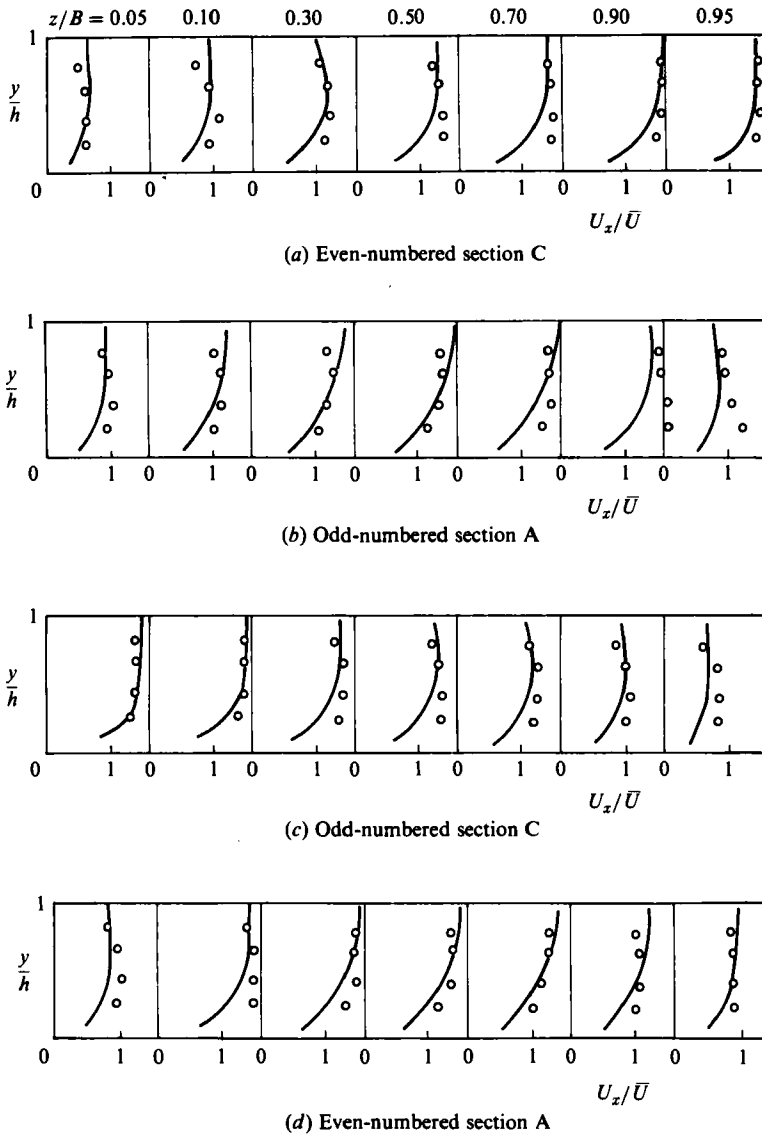 z/B = 0.05 0.10 0.30 0.50 0.70 0.90 0.95
1
y/h
0 1 0 1 0 1 0 1 0 1 0 1 0 1
U_x/Ū
(a) Even-numbered section C
1
y/h
0 1 0 1 0 1 0 1 0 1 0 1 0 1
U_x/Ū
(b) Odd-numbered section A
1
y/h
0 1 0 1 0 1 0 1 0 1 0 1 0 1
U_x/Ū
(c) Odd-numbered section C
1
y/h
0 1 0 1 0 1 0 1 0 1 0 1 0 1
U_x/Ū
(d) Even-numbered section A